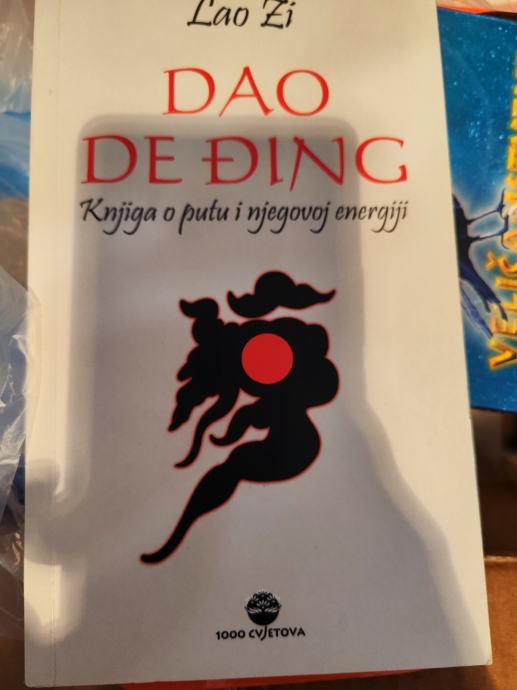 Lao Zi
DAO
DE ĐING
Knjiga o putu i njegovoj energiji
1000 CVJETOVA